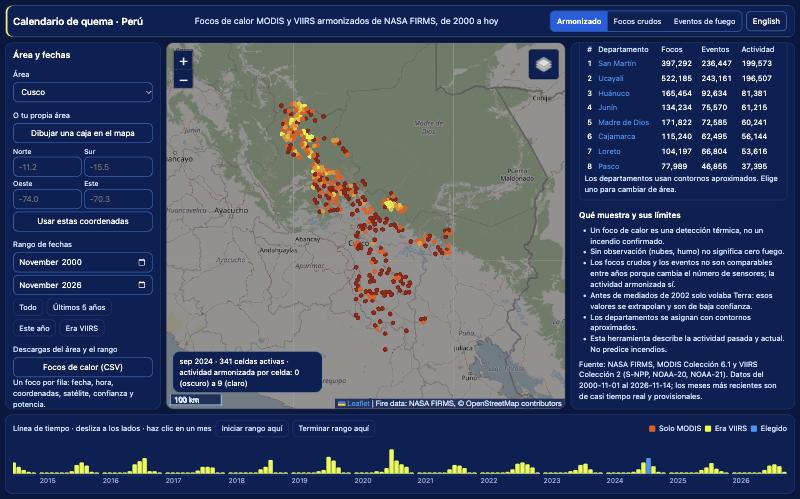 Calendario de quema · Perú
Focos de calor MODIS y VIIRS armonizados de NASA FIRMS, de 2000 a hoy
Armonizado
Focos crudos
Eventos de fuego
English
Área y fechas
Área
Cusco
O tu propia área
Dibujar una caja en el mapa
Norte
Sur
-11.2
-15.5
Oeste
Este
-74.0
-70.3
Usar estas coordenadas
Rango de fechas
November 2000
November 2026
Todo
Últimos 5 años
Este año
Era VIIRS
Descargas del área y el rango
Focos de calor (CSV)
Un foco por fila: fecha, hora,
coordenadas, satélite, confianza y
potencia.
+
−
Junín
Madre de
Dios
Cobija
Puerto
Maldonado
Huancavelica
Ayacucho
Ayacucho
Abancay
Andahuaylas
Apurímac
Puno
Juliaca
sep 2024 · 341 celdas activas ·
actividad armonizada por celda: 0
(oscuro) a 9 (claro)
100 km
Leaflet | Fire data: NASA FIRMS, © OpenStreetMap contributors
# Departamento Focos Eventos Actividad
1 San Martín 397,292 236,447 199,573
2 Ucayali 522,185 243,161 196,507
3 Huánuco 165,454 92,634 81,381
4 Junín 134,234 75,570 61,215
5 Madre de Dios 171,822 72,585 60,241
6 Cajamarca 115,240 62,495 56,144
7 Loreto 104,197 66,804 53,616
8 Pasco 77,989 46,855 37,395
Los departamentos usan contornos aproximados. Elige
uno para cambiar de área.
Qué muestra y sus límites
• Un foco de calor es una detección térmica, no un
incendio confirmado.
• Sin observación (nubes, humo) no significa cero fuego.
• Los focos crudos y los eventos no son comparables
entre años porque cambia el número de sensores; la
actividad armonizada sí.
• Antes de mediados de 2002 solo volaba Terra: esos
valores se extrapolan y son de baja confianza.
• Los departamentos se asignan con contornos
aproximados.
• Esta herramienta describe la actividad pasada y actual.
No predice incendios.
Fuente: NASA FIRMS, MODIS Colección 6.1 y VIIRS
Colección 2 (S-NPP, NOAA-20, NOAA-21). Datos del
2000-11-01 al 2026-11-14; los meses más recientes son
de casi tiempo real y provisionales.
Línea de tiempo · desliza a los lados · haz clic en un mes
Iniciar rango aquí
Terminar rango aquí
Solo MODIS
Era VIIRS
Elegido
2015 2016 2017 2018 2019 2020 2021 2022 2023 2024 2025 2026